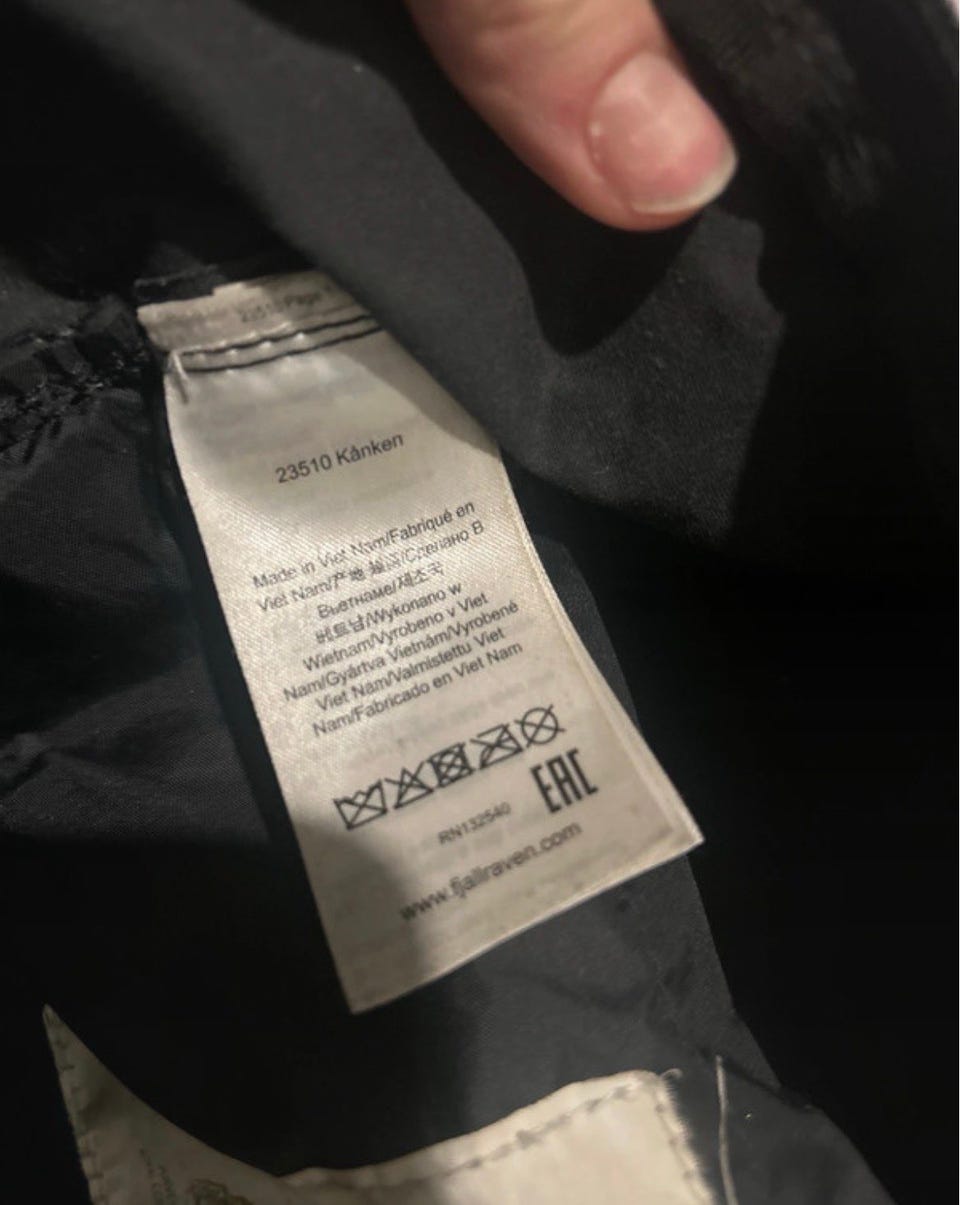 23510 Page
23510 Kånken
Made in Viet Nam/Fabriqué en
Viet Nam/产地 越南/Сделано В
Вьетнаме/제조국
베트남/Wykonano w
Wietnam/Vyrobeno v Viet
Nam/Gyártva Vietnám/Vyrobené
Viet Nam/Valmistettu Viet
Nam/Fabricado en Viet Nam
EAC
RN132540
www.fjallraven.com